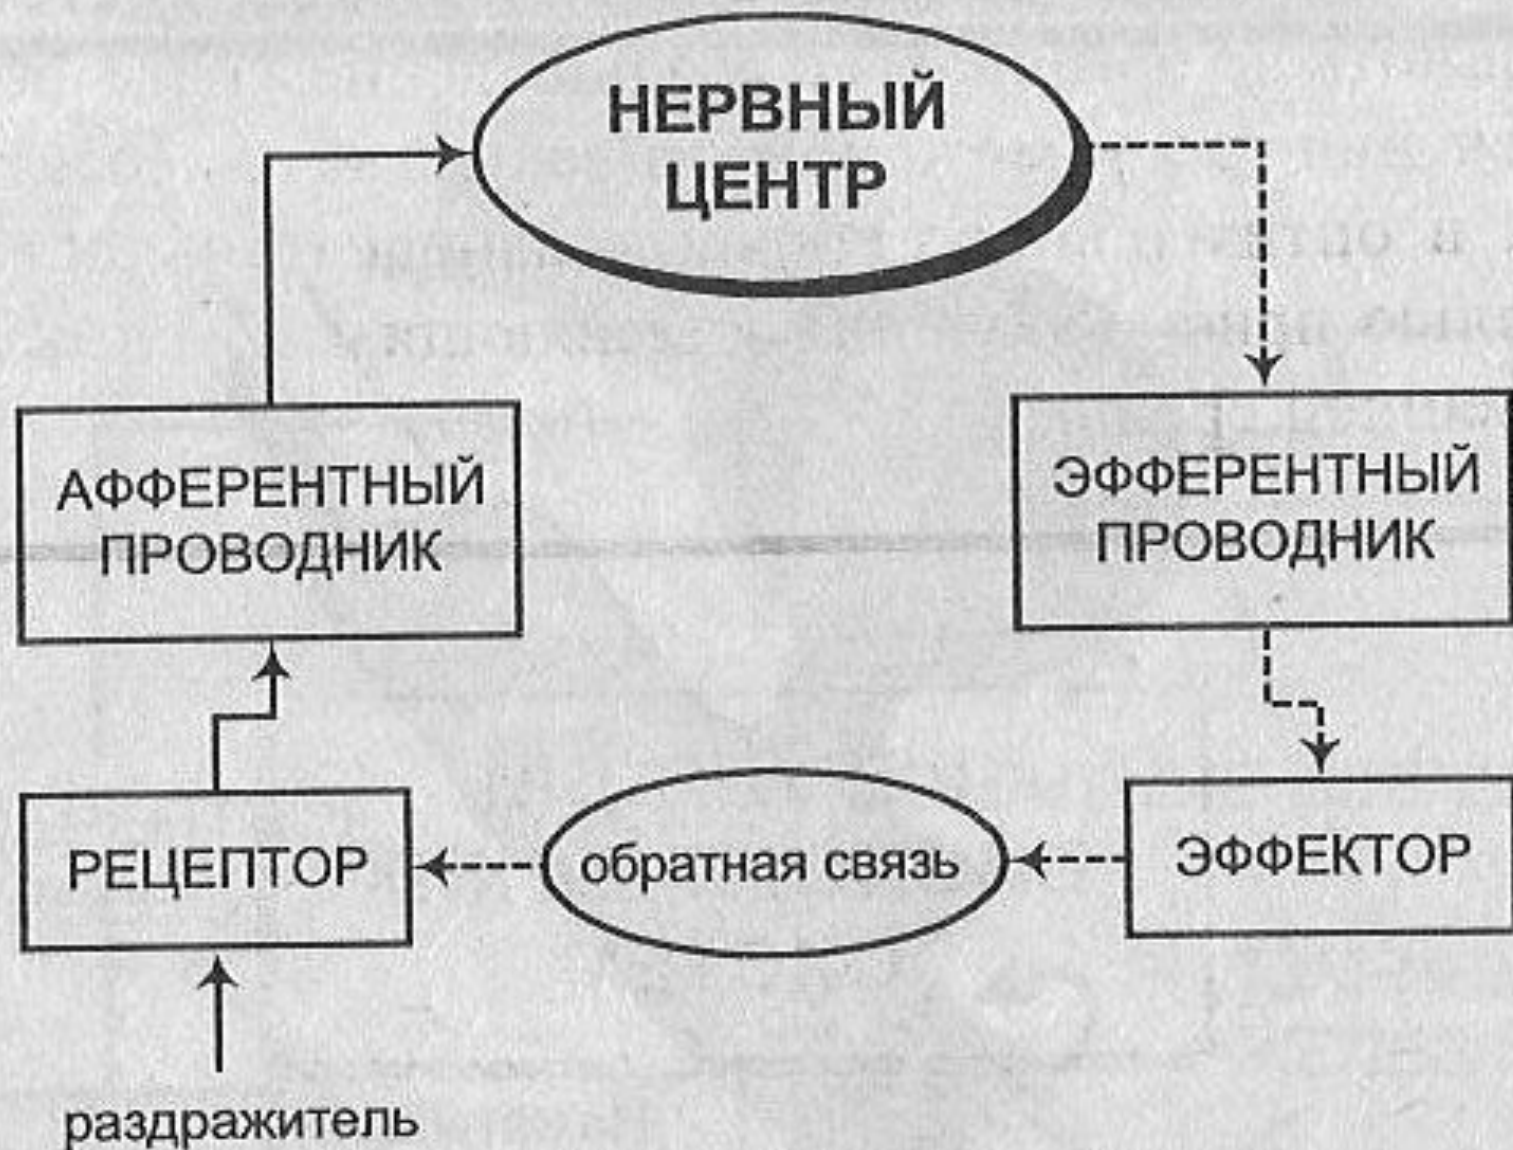 НЕРВНЫЙ
ЦЕНТР
АФФЕРЕНТНЫЙ
ПРОВОДНИК
ЭФФЕРЕНТНЫЙ
ПРОВОДНИК
РЕЦЕПТОР
обратная связь
ЭФФЕКТОР
раздражитель